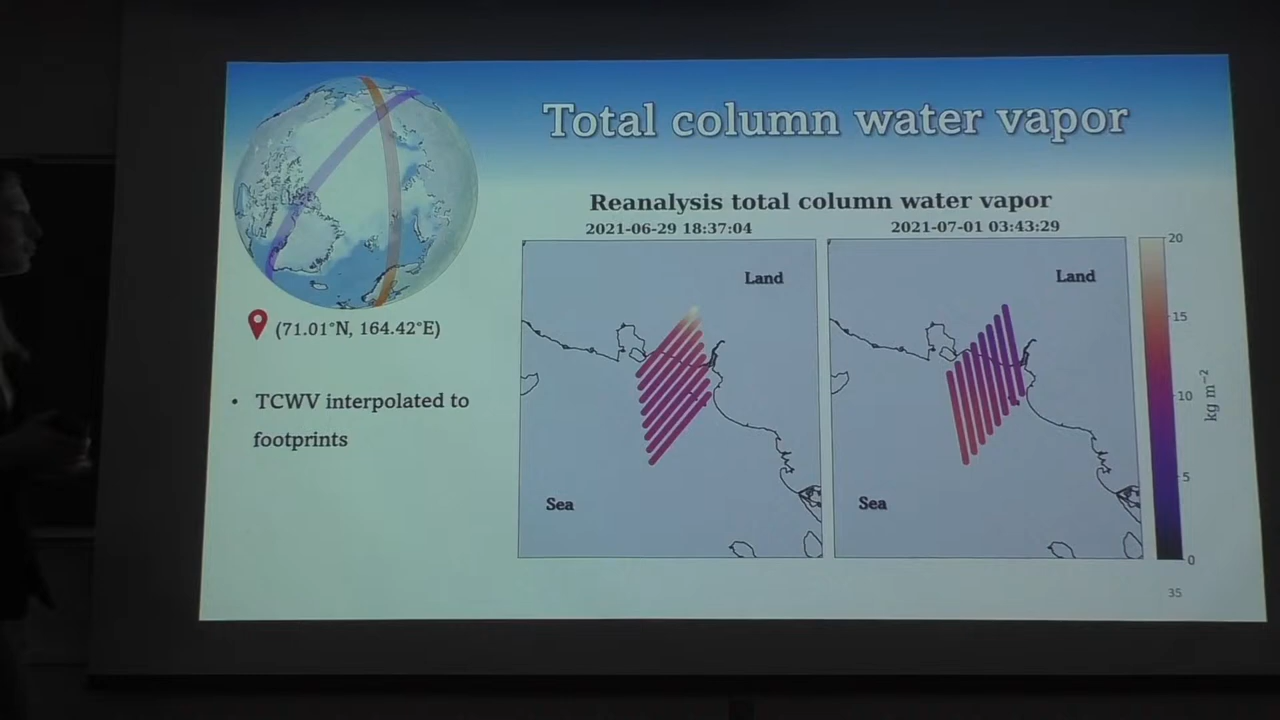 Total column water vapor
Reanalysis total column water vapor
2021-06-29 18:37:04
2021-07-01 03:43:29
Land
Sea
Land
Sea
20
15
10
5
0
kg m⁻²
(71.01°N, 164.42°E)
• TCWV interpolated to
footprints
35